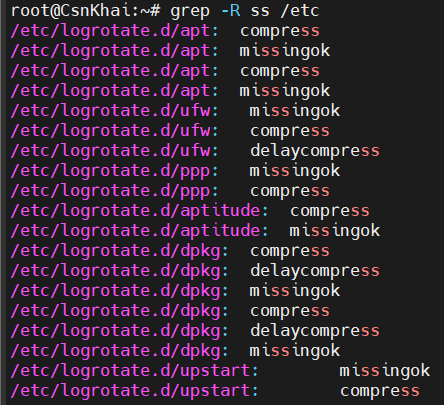 root@CsnKhai:~# grep -R ss /etc
/etc/logrotate.d/apt:  compress
/etc/logrotate.d/apt:  missingok
/etc/logrotate.d/apt:  compress
/etc/logrotate.d/apt:  missingok
/etc/logrotate.d/ufw:   missingok
/etc/logrotate.d/ufw:   compress
/etc/logrotate.d/ufw:   delaycompress
/etc/logrotate.d/ppp:   missingok
/etc/logrotate.d/ppp:   compress
/etc/logrotate.d/aptitude:  compress
/etc/logrotate.d/aptitude:  missingok
/etc/logrotate.d/dpkg:  compress
/etc/logrotate.d/dpkg:  delaycompress
/etc/logrotate.d/dpkg:  missingok
/etc/logrotate.d/dpkg:  compress
/etc/logrotate.d/dpkg:  delaycompress
/etc/logrotate.d/dpkg:  missingok
/etc/logrotate.d/upstart:        missingok
/etc/logrotate.d/upstart:        compress